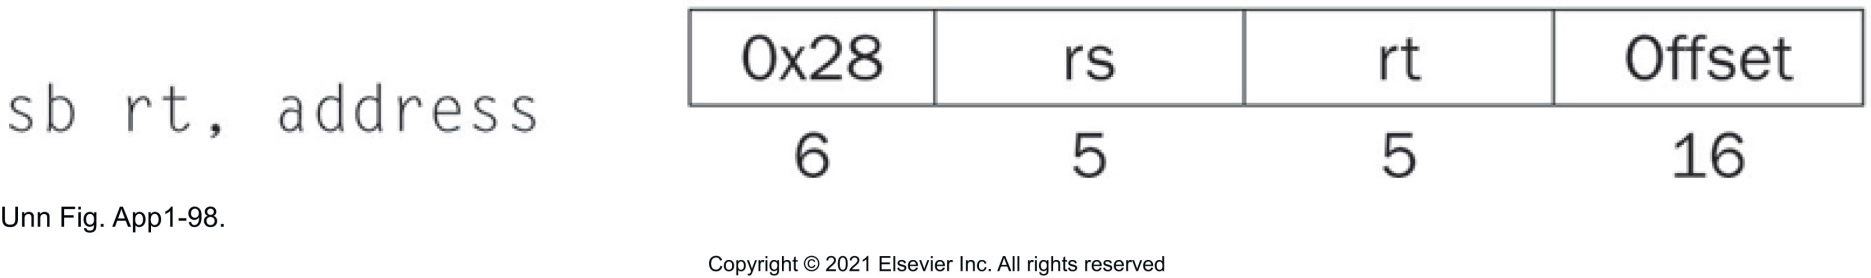 sb rt, address
0x28 rs rt Offset
6 5 5 16
Unn Fig. App1-98.
Copyright © 2021 Elsevier Inc. All rights reserved